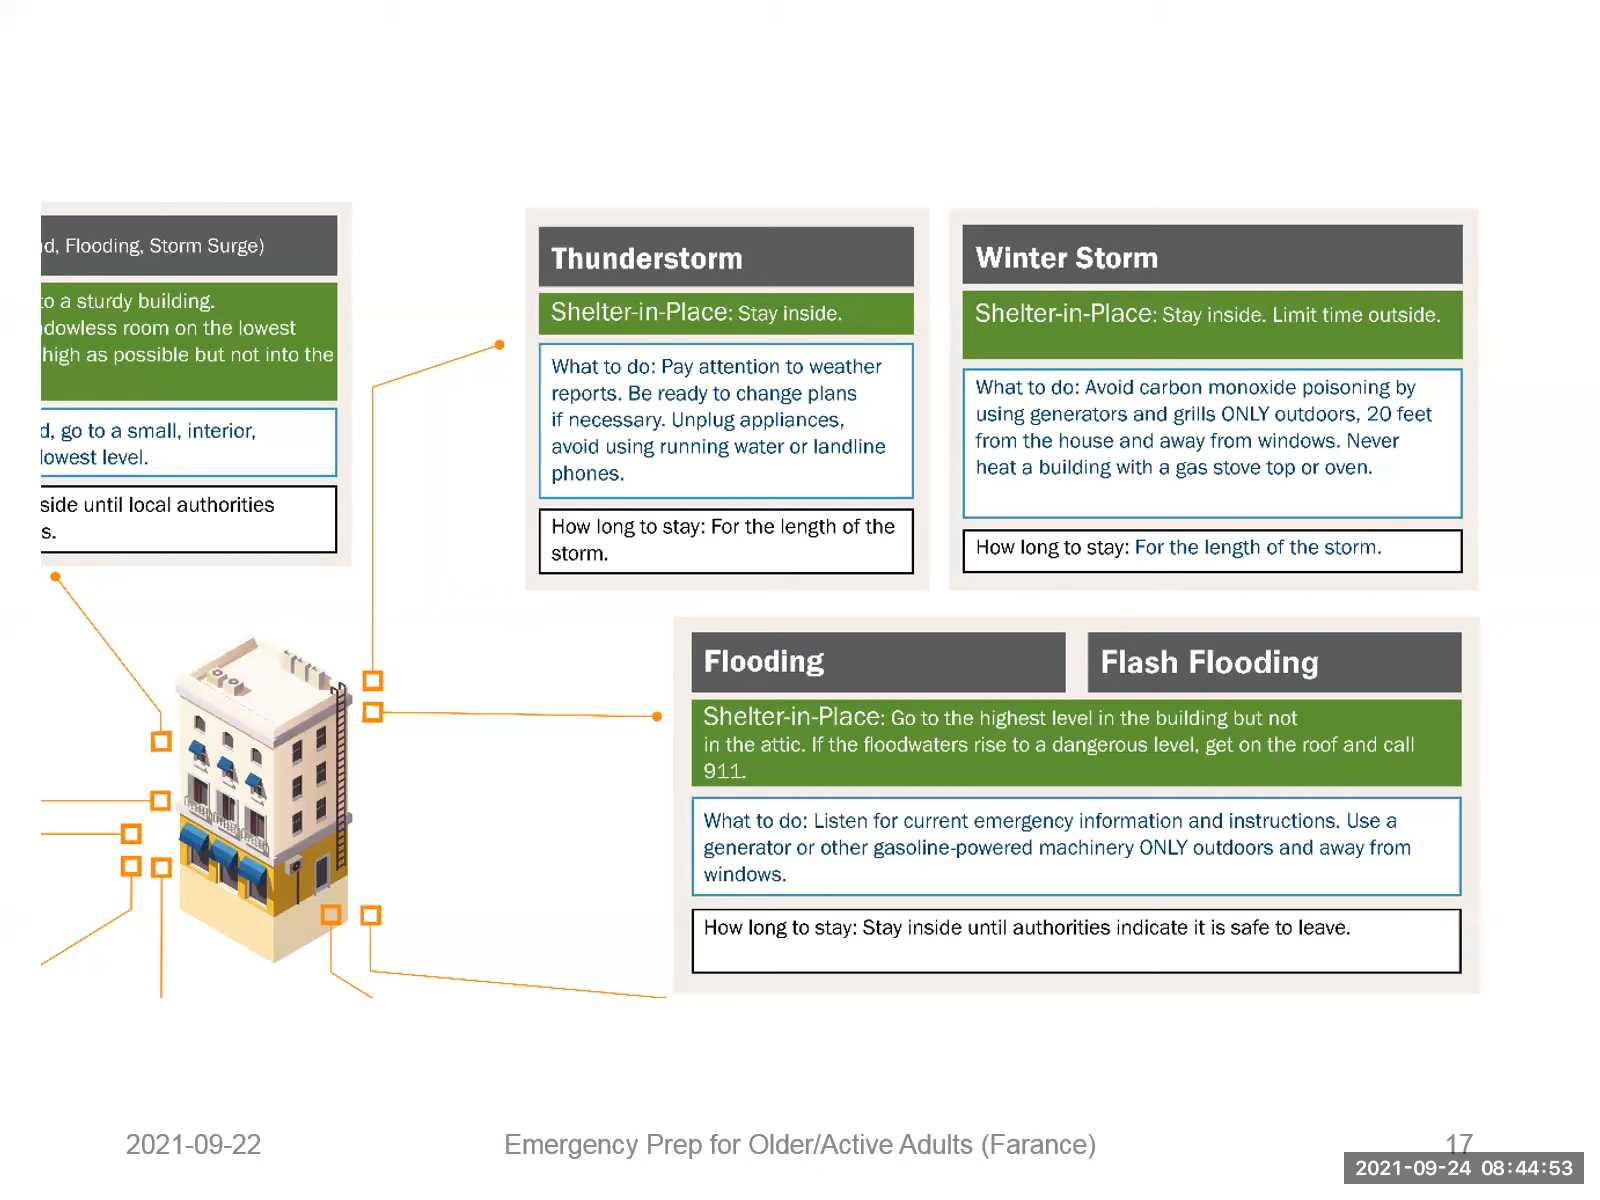 d, Flooding, Storm Surge)
to a sturdy building.
dowless room on the lowest
high as possible but not into the
d, go to a small, interior,
lowest level.
side until local authorities
s.
Thunderstorm
Shelter-in-Place: Stay inside.
What to do: Pay attention to weather
reports. Be ready to change plans
if necessary. Unplug appliances,
avoid using running water or landline
phones.
How long to stay: For the length of the
storm.
Winter Storm
Shelter-in-Place: Stay inside. Limit time outside.
What to do: Avoid carbon monoxide poisoning by
using generators and grills ONLY outdoors, 20 feet
from the house and away from windows. Never
heat a building with a gas stove top or oven.
How long to stay: For the length of the storm.
Flooding
Flash Flooding
Shelter-in-Place: Go to the highest level in the building but not
in the attic. If the floodwaters rise to a dangerous level, get on the roof and call
911.
What to do: Listen for current emergency information and instructions. Use a
generator or other gasoline-powered machinery ONLY outdoors and away from
windows.
How long to stay: Stay inside until authorities indicate it is safe to leave.
2021-09-22
Emergency Prep for Older/Active Adults (Farance)
17
2021-09-24 08:44:53